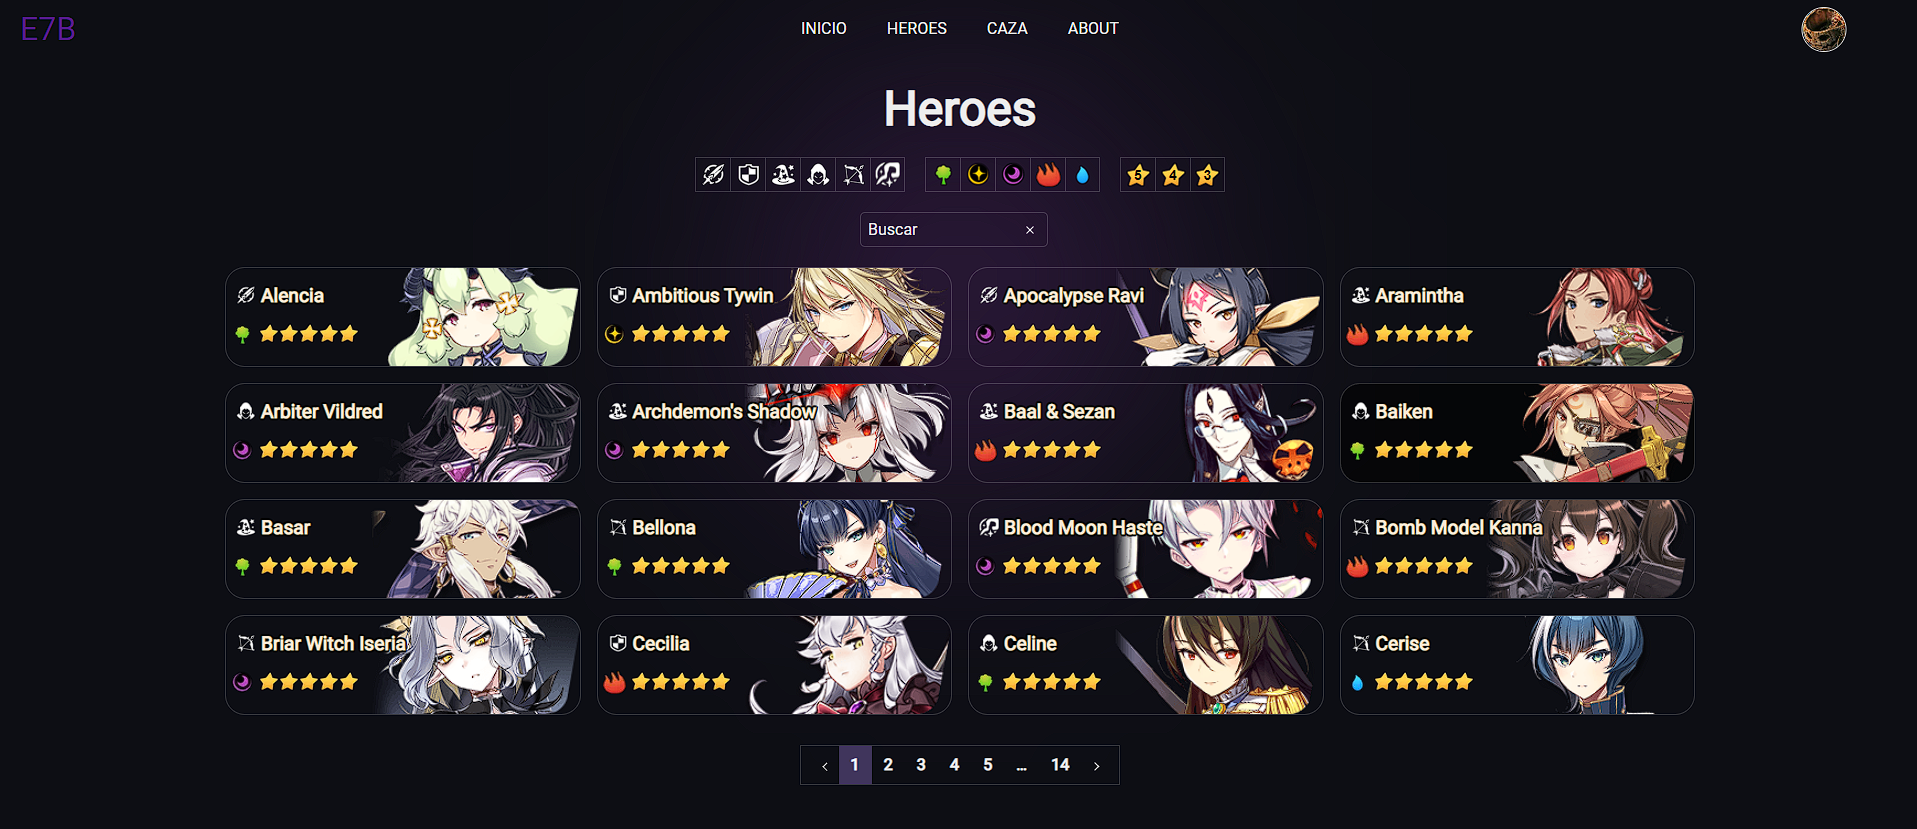 E7B INICIO HEROES CAZA ABOUT
Heroes
5 4 3
Buscar ×
Alencia Ambitious Tywin Apocalypse Ravi Aramintha
Arbiter Vildred Archdemon's Shadow Baal & Sezan Baiken
Basar Bellona Blood Moon Haste Bomb Model Kanna
Briar Witch Iseria Cecilia Celine Cerise
‹ 1 2 3 4 5 ... 14 ›